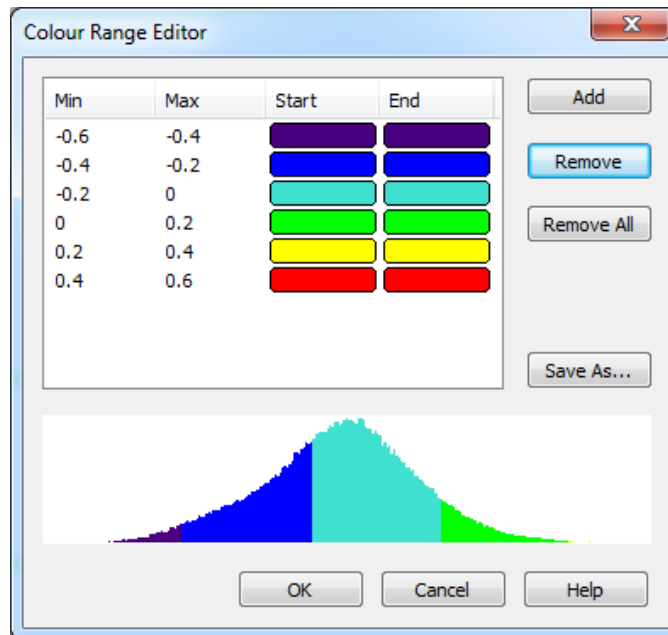 Colour Range Editor
Min Max Start End
-0.6 -0.4
-0.4 -0.2
-0.2 0
0 0.2
0.2 0.4
0.4 0.6
Add
Remove
Remove All
Save As...
OK Cancel Help